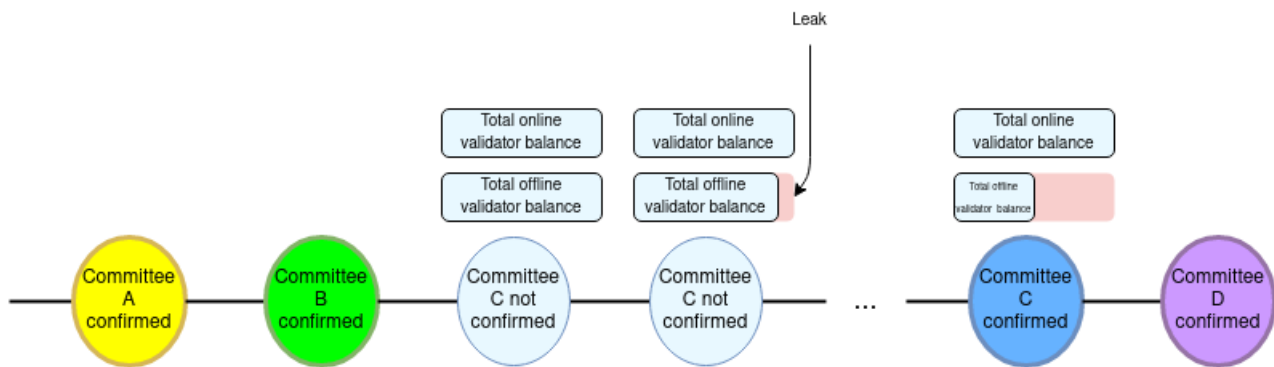 Leak
Total online
validator balance
Total online
validator balance
Total online
validator balance
Total offline
validator balance
Total offline
validator balance
Total offline
validator balance
Committee
A
confirmed
Committee
B
confirmed
Committee
C not
confirmed
Committee
C not
confirmed
...
Committee
C
confirmed
Committee
D
confirmed